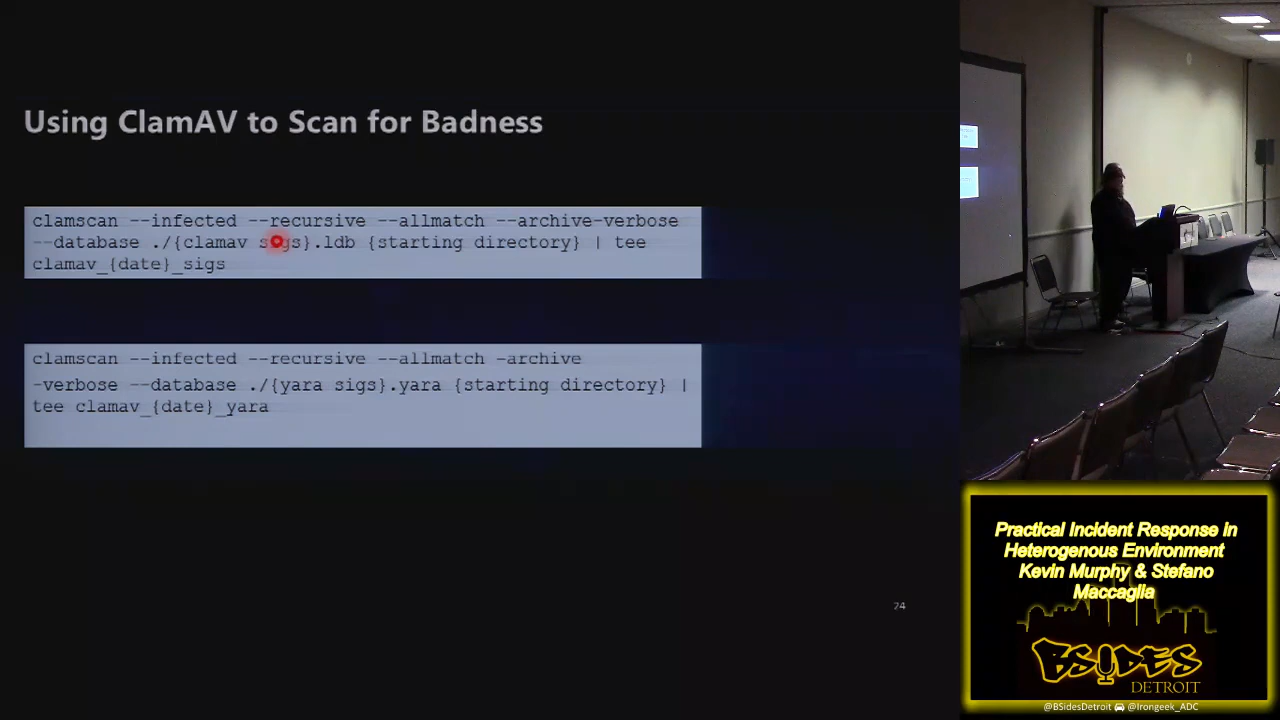 Using ClamAV to Scan for Badness
clamscan --infected --recursive --allmatch --archive-verbose
--database ./{clamav sigs}.ldb {starting directory} | tee
clamav_{date}_sigs
clamscan --infected --recursive --allmatch -archive
-verbose --database ./{yara sigs}.yara {starting directory} |
tee clamav_{date}_yara
74
Practical Incident Response in
Heterogenous Environment
Kevin Murphy & Stefano
Maccaglia
BSIDES
DETROIT
@BSidesDetroit @Irongeek_ADC